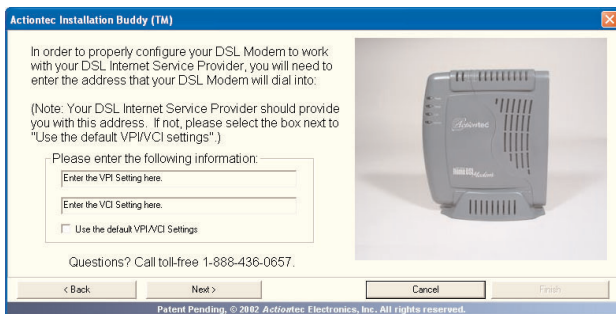 Actiontec Installation Buddy (TM)
In order to properly configure your DSL Modem to work
with your DSL Internet Service Provider, you will need to
enter the address that your DSL Modem will dial into:
(Note: Your DSL Internet Service Provider should provide
you with this address. If not, please select the box next to
"Use the default VPI/VCI settings".)
Please enter the following information:
Enter the VPI Setting here.
Enter the VCI Setting here.
Use the default VPI/VCI Settings
Questions? Call toll-free 1-888-436-0657.
Actiontec
< Back
Next >
Cancel
Finish
Patent Pending, © 2002 Actiontec Electronics, Inc. All rights reserved.